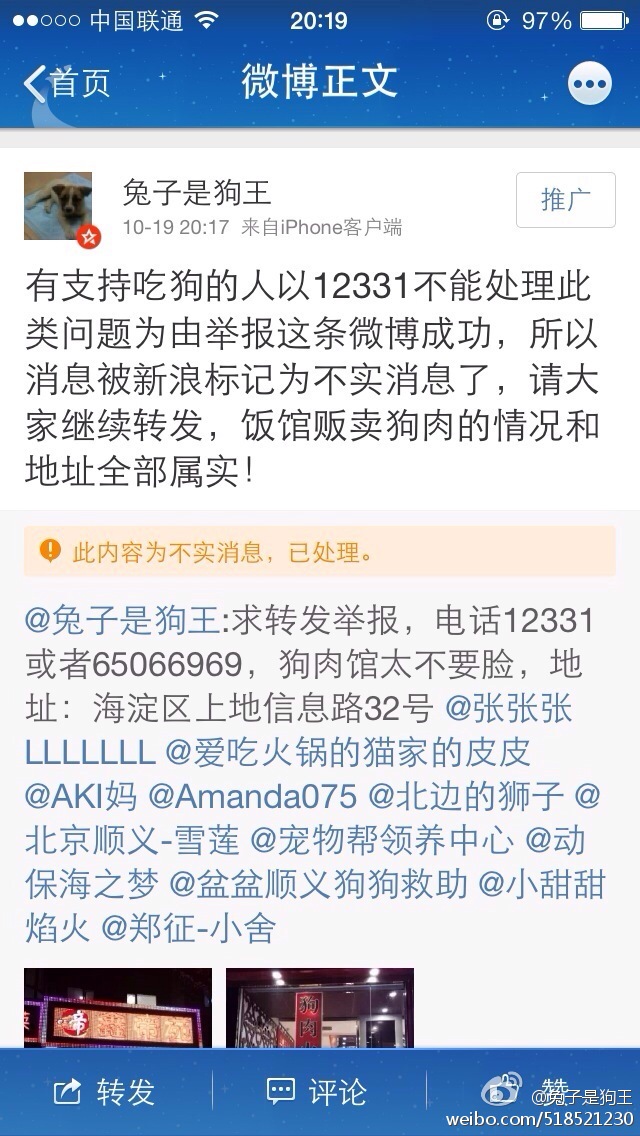 中国联通 20:19 97%
首页 微博正文
兔子是狗王 推广
10-19 20:17 来自iPhone客户端
有支持吃狗的人以12331不能处理此
类问题为由举报这条微博成功，所以
消息被新浪标记为不实消息了，请大
家继续转发，饭馆贩卖狗肉的情况和
地址全部属实！
此内容为不实消息，已处理。
@兔子是狗王:求转发举报，电话12331
或者65066969，狗肉馆太不要脸，地
址：海淀区上地信息路32号 @张张张
LLLLLLL @爱吃火锅的猫家的皮皮
@AKI妈 @Amanda075 @北边的狮子 @
北京顺义-雪莲 @宠物帮领养中心 @动
保海之梦 @盆盆顺义狗狗救助 @小甜甜
焰火 @郑征-小舍
狗肉
转发 评论 赞
@兔子是狗王
weibo.com/518521230